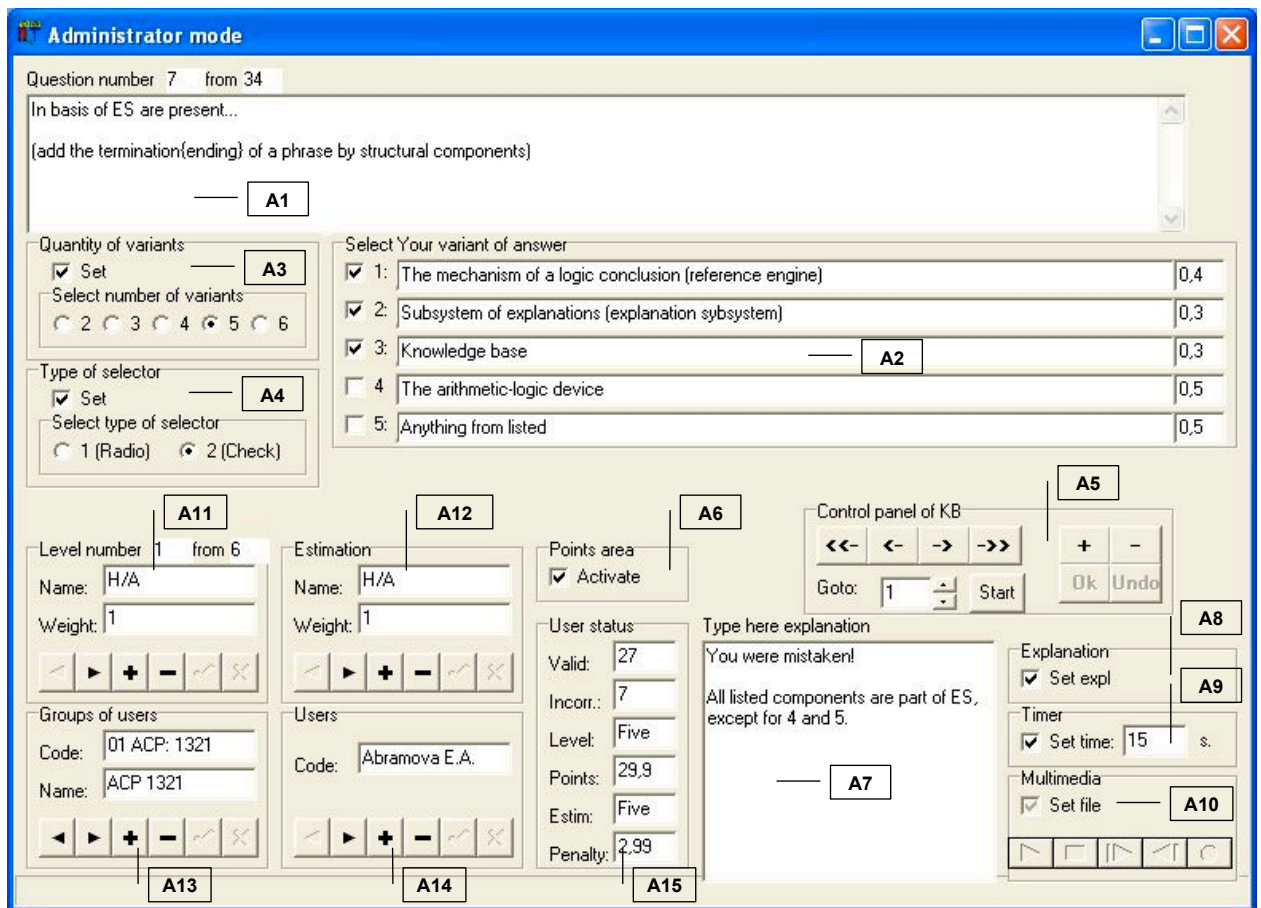 Administrator mode
Question number 7 from 34
In basis of ES are present...
(add the termination{ending} of a phrase by structural components)
A1
Quantity of variants
Set
A3
Select number of variants
2 3 4 5 6
Type of selector
Set
A4
Select type of selector
1 (Radio) 2 (Check)
Select Your variant of answer
1: The mechanism of a logic conclusion (reference engine) 0,4
2: Subsystem of explanations (explanation sybsystem) 0,3
3: Knowledge base 0,3
A2
4 The arithmetic-logic device 0,5
5: Anything from listed 0,5
A11
Level number 1 from 6
Name: H/A
Weight: 1
A12
Estimation
Name: H/A
Weight: 1
A6
Points area
Activate
A5
Control panel of KB
<<- <- -> ->>
+ -
Goto: 1 Start
Ok Undo
Groups of users
Code: 01 ACP: 1321
Name: ACP 1321
A13
Users
Code: Abramova E.A.
A14
User status
Valid: 27
Incorr.: 7
Level: Five
Points: 29,9
Estim: Five
Penalty: 2,99
A15
Type here explanation
You were mistaken!
All listed components are part of ES,
except for 4 and 5.
A7
A8
Explanation
Set expl
A9
Timer
Set time: 15 s.
Multimedia
Set file
A10